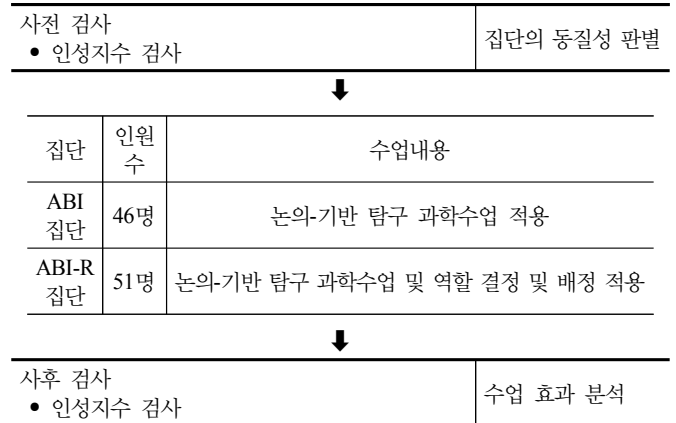 사전 검사
• 인성지수 검사
집단의 동질성 판별
⬇
집단 인원수 수업내용
ABI 집단 46명 논의-기반 탐구 과학수업 적용
ABI-R 집단 51명 논의-기반 탐구 과학수업 및 역할 결정 및 배정 적용
⬇
사후 검사
• 인성지수 검사
수업 효과 분석